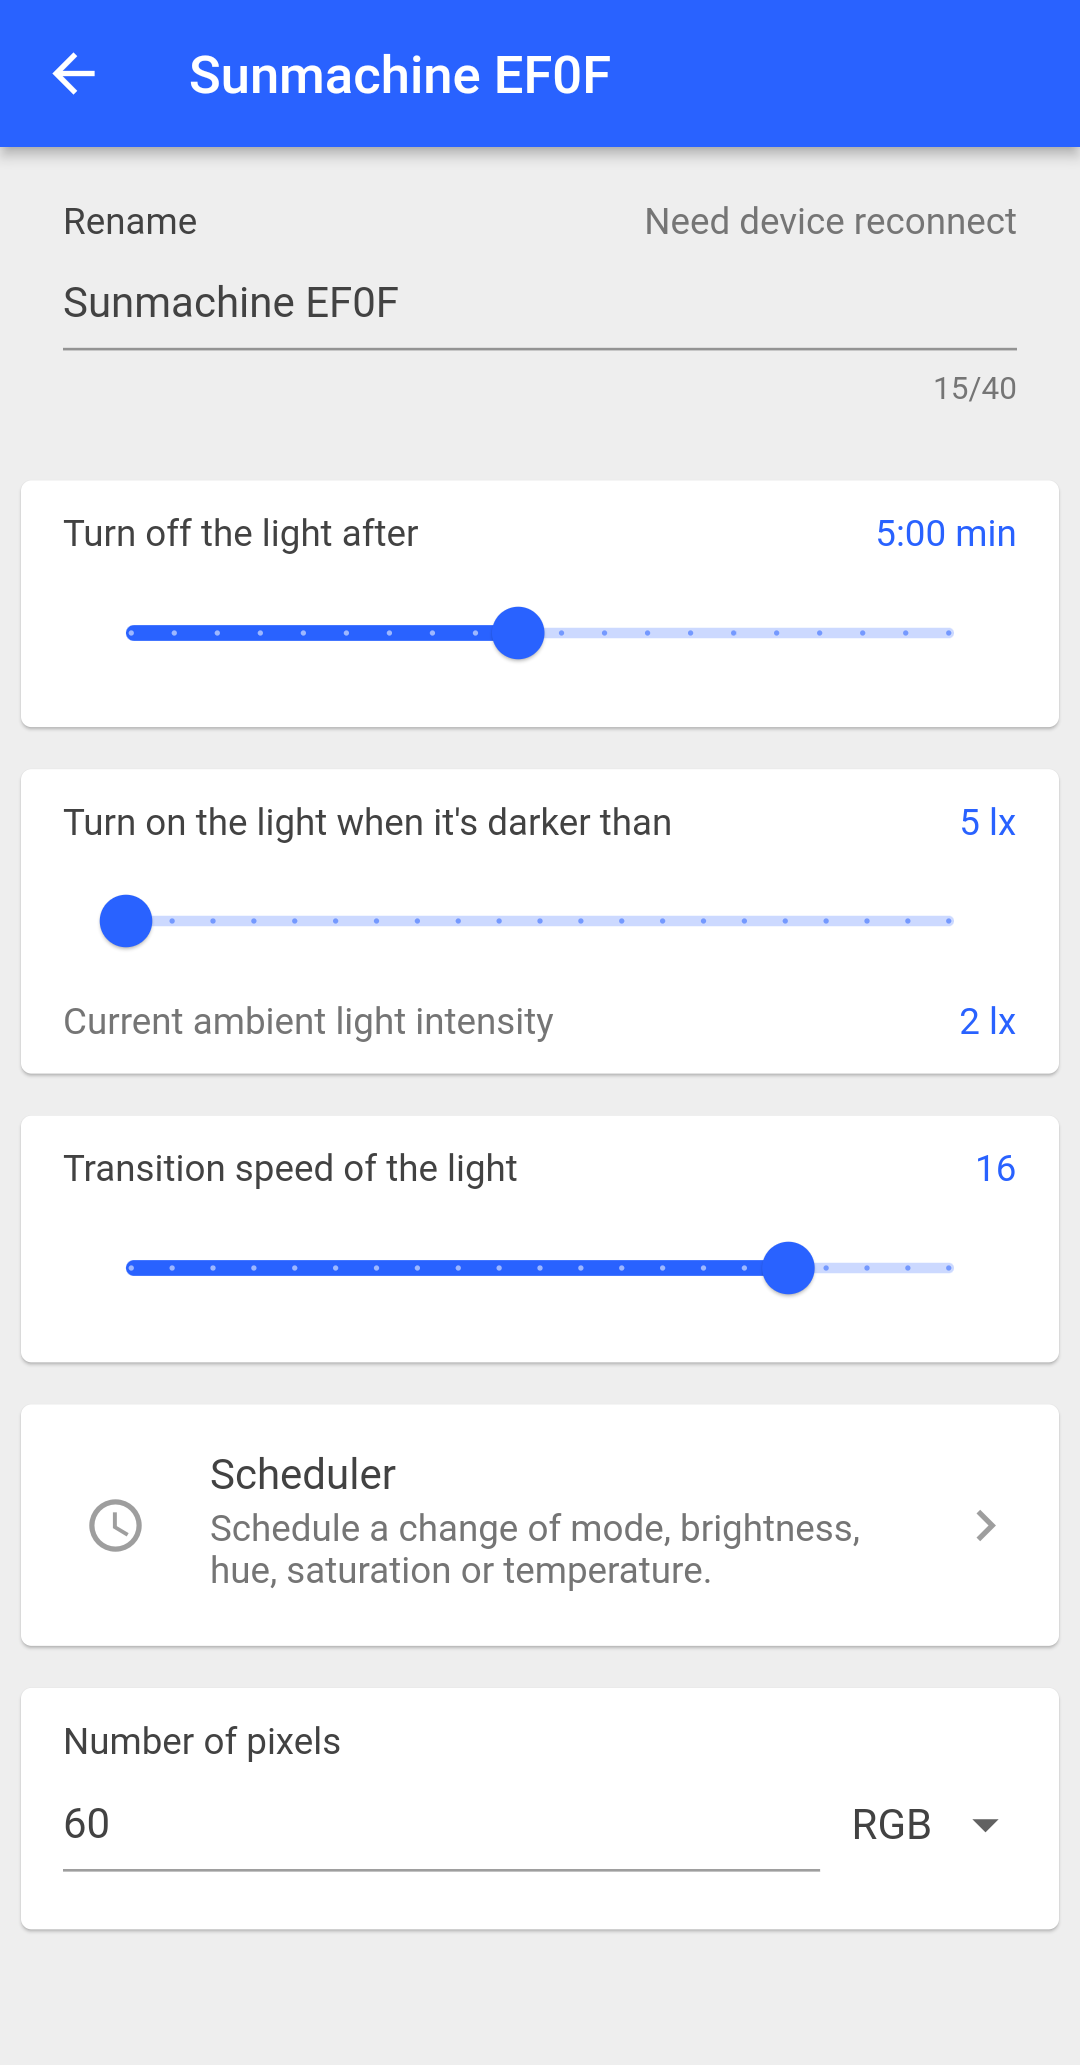 Sunmachine EF0F
Rename
Need device reconnect
Sunmachine EF0F
15/40
Turn off the light after
5:00 min
Turn on the light when it's darker than
5 lx
Current ambient light intensity
2 lx
Transition speed of the light
16
Scheduler
Schedule a change of mode, brightness,
hue, saturation or temperature.
Number of pixels
60
RGB